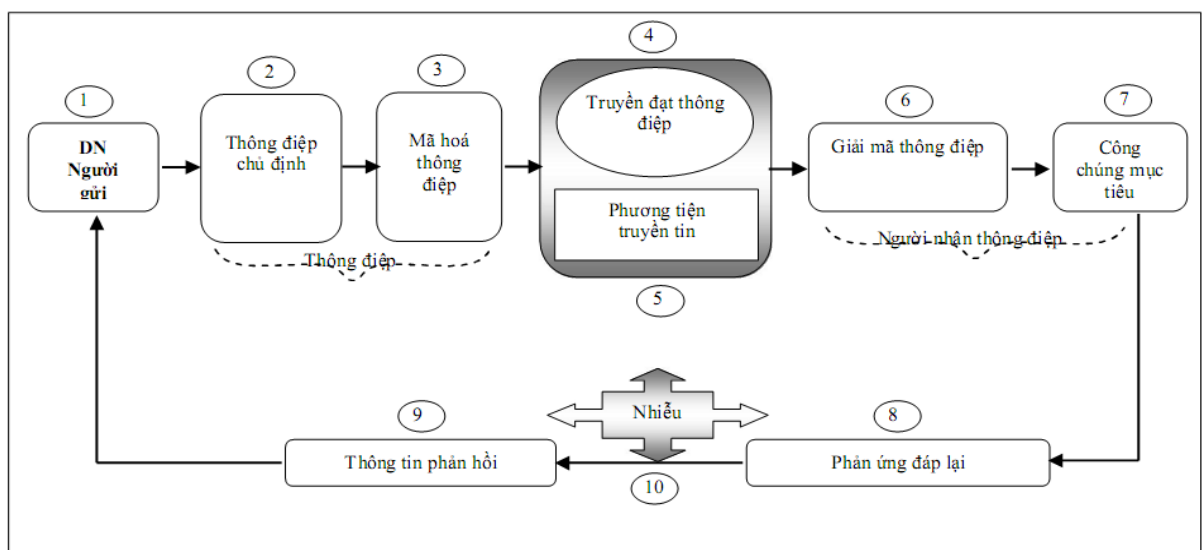 1
DN
Người
gửi
2
Thông điệp
chủ định
3
Mã hoá
thông
điệp
Thông điệp
4
Truyền đạt thông
điệp
Phương tiện
truyền tin
5
6
Giải mã thông điệp
7
Công
chúng mục
tiêu
Người nhận thông điệp
8
Phản ứng đáp lại
Nhiễu
10
9
Thông tin phản hồi